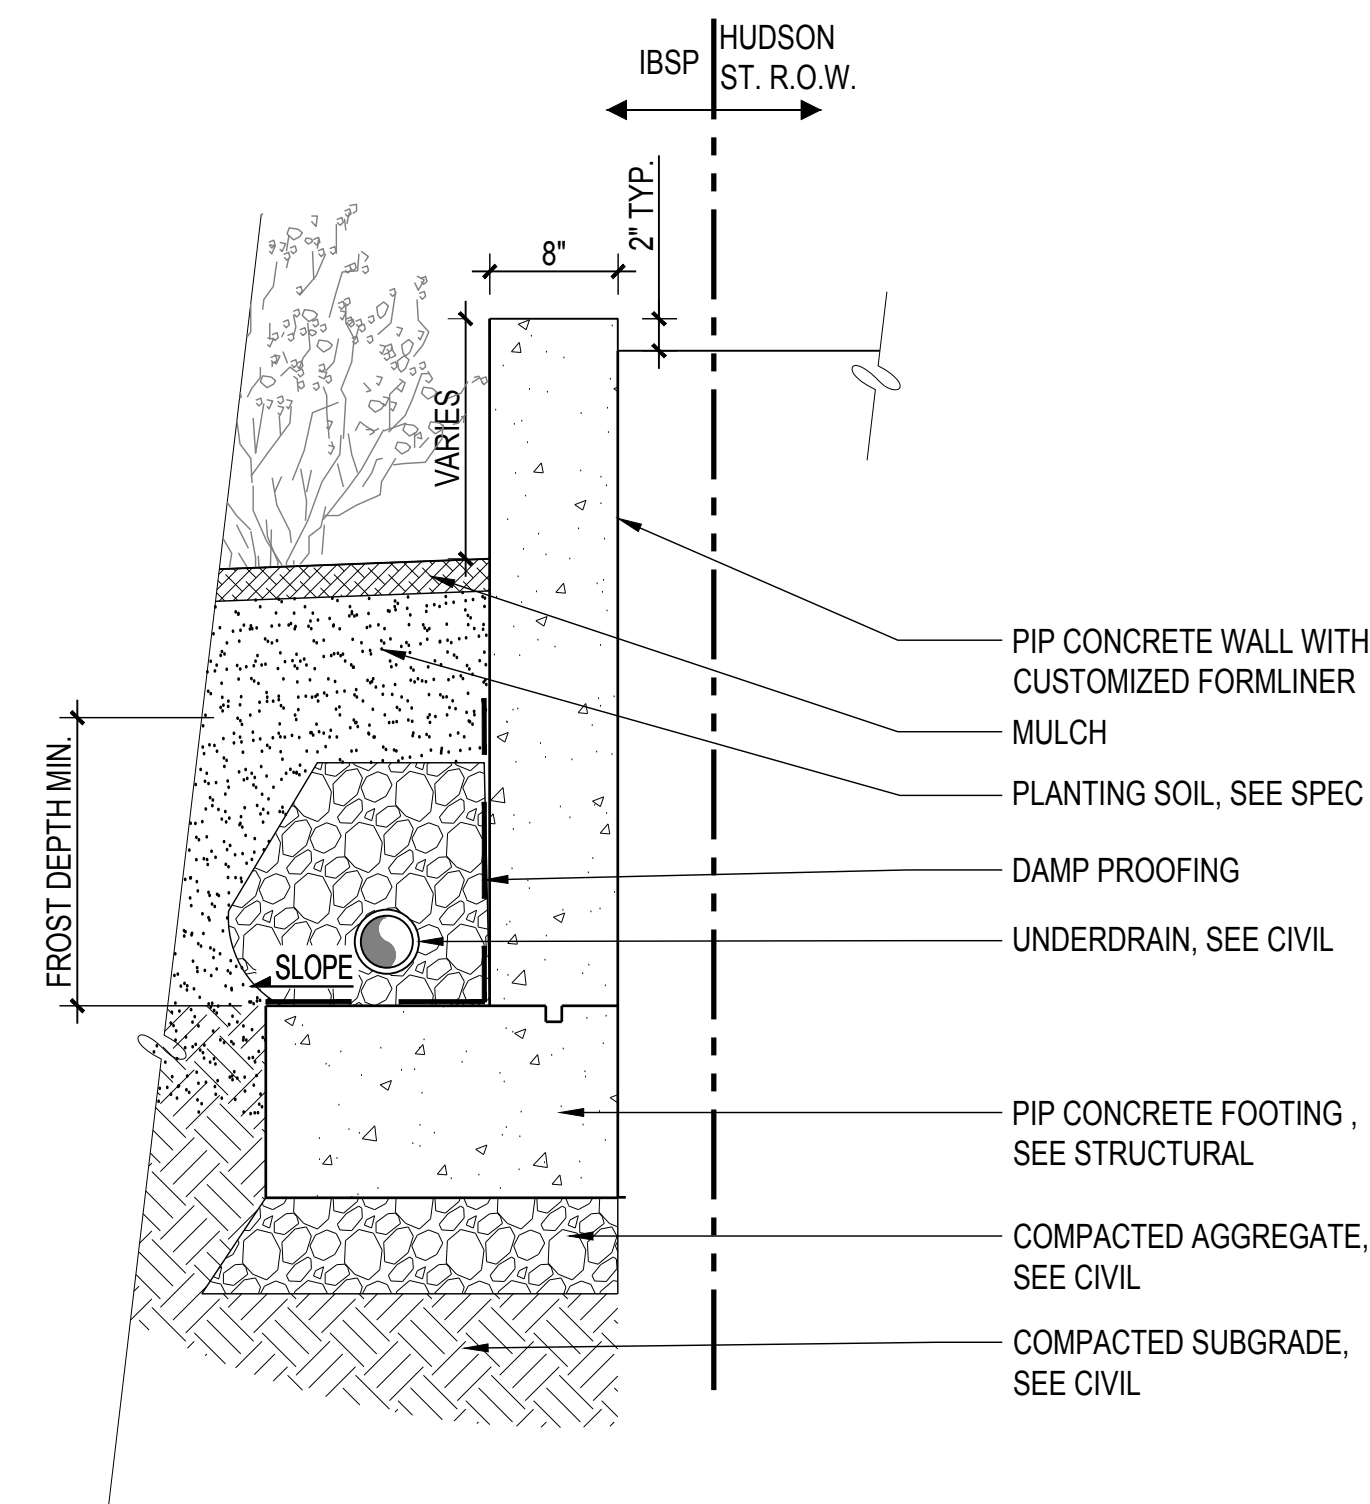 IBSP
HUDSON
ST. R.O.W.
2" TYP.
8"
VARIES
FROST DEPTH MIN.
SLOPE
PIP CONCRETE WALL WITH
CUSTOMIZED FORMLINER
MULCH
PLANTING SOIL, SEE SPEC
DAMP PROOFING
UNDERDRAIN, SEE CIVIL
PIP CONCRETE FOOTING ,
SEE STRUCTURAL
COMPACTED AGGREGATE,
SEE CIVIL
COMPACTED SUBGRADE,
SEE CIVIL